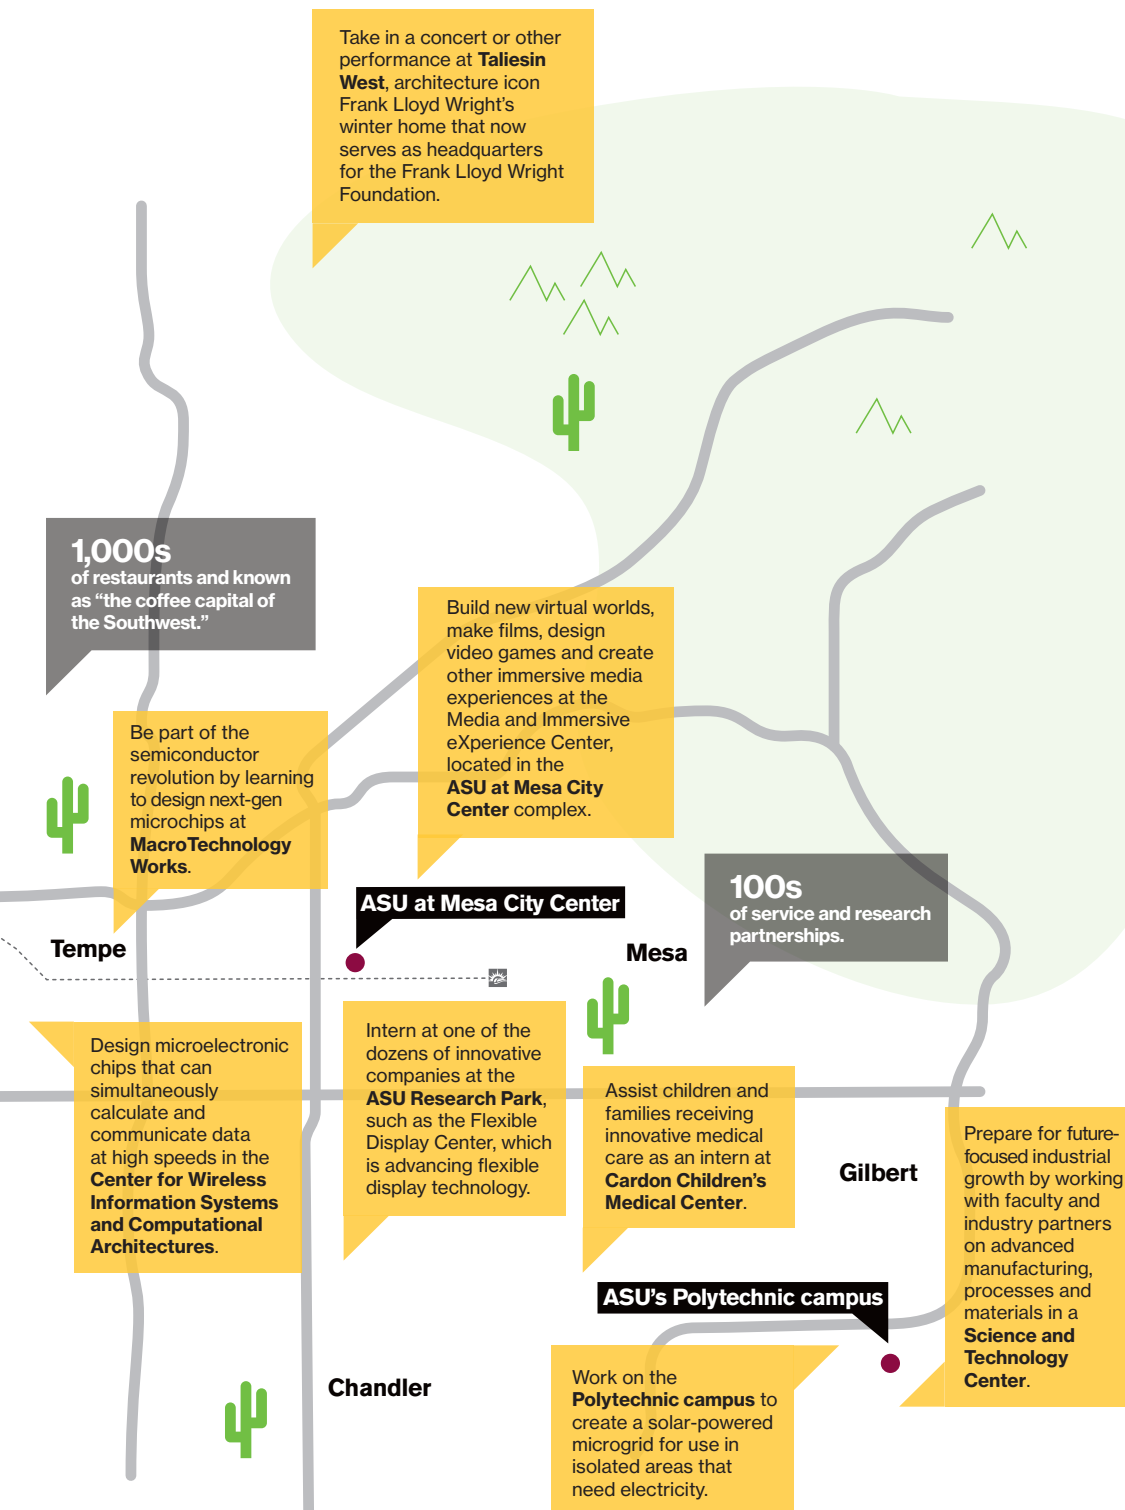 Take in a concert or other
performance at Taliesin
West, architecture icon
Frank Lloyd Wright's
winter home that now
serves as headquarters
for the Frank Lloyd Wright
Foundation.
1,000s
of restaurants and known
as “the coffee capital of
the Southwest.”
Build new virtual worlds,
make films, design
video games and create
other immersive media
experiences at the
Media and Immersive
eXperience Center,
located in the
ASU at Mesa City
Center complex.
Be part of the
semiconductor
revolution by learning
to design next-gen
microchips at
MacroTechnology
Works.
100s
of service and research
partnerships.
ASU at Mesa City Center
Tempe
Mesa
Design microelectronic
chips that can
simultaneously
calculate and
communicate data
at high speeds in the
Center for Wireless
Information Systems
and Computational
Architectures.
Intern at one of the
dozens of innovative
companies at the
ASU Research Park,
such as the Flexible
Display Center, which
is advancing flexible
display technology.
Assist children and
families receiving
innovative medical
care as an intern at
Cardon Children's
Medical Center.
Gilbert
Prepare for future-
focused industrial
growth by working
with faculty and
industry partners
on advanced
manufacturing,
processes and
materials in a
Science and
Technology
Center.
ASU's Polytechnic campus
Chandler
Work on the
Polytechnic campus to
create a solar-powered
microgrid for use in
isolated areas that
need electricity.